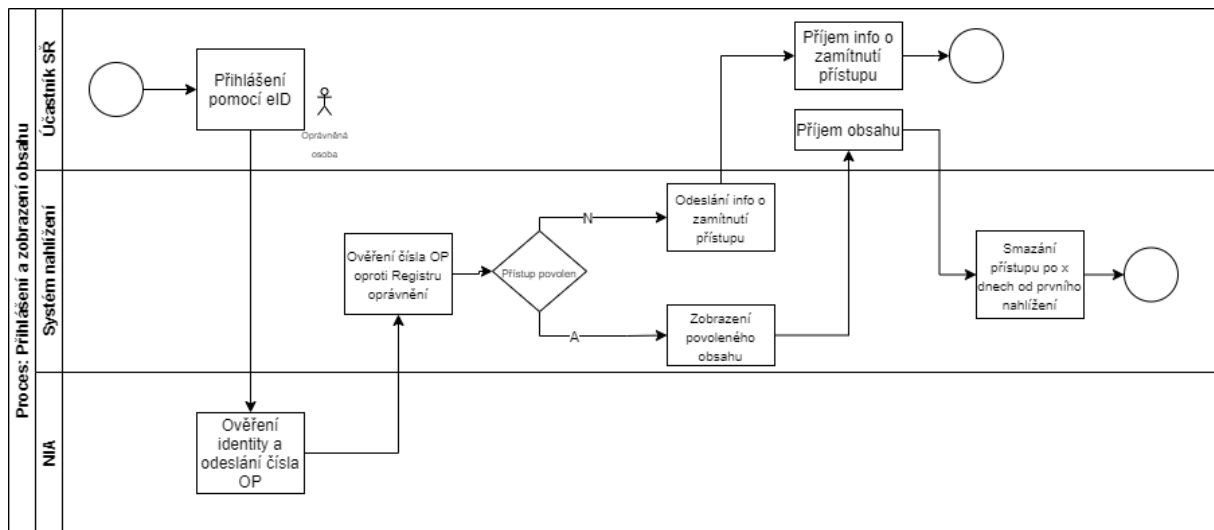 Proces: Přihlášení a zobrazení obsahu
Účastník SŘ
Přihlášení
pomocí eID
Oprávněná
osoba
Příjem info o
zamítnutí
přístupu
Příjem obsahu
Systém nahlížení
Ověření čísla OP
oproti Registru
oprávnění
Přístup povolen
N
A
Odeslání info o
zamítnutí
přístupu
Zobrazení
povoleného
obsahu
Smazání
přístupu po x
dnech od prvního
nahlížení
NIA
Ověření
identity a
odeslání čísla
OP